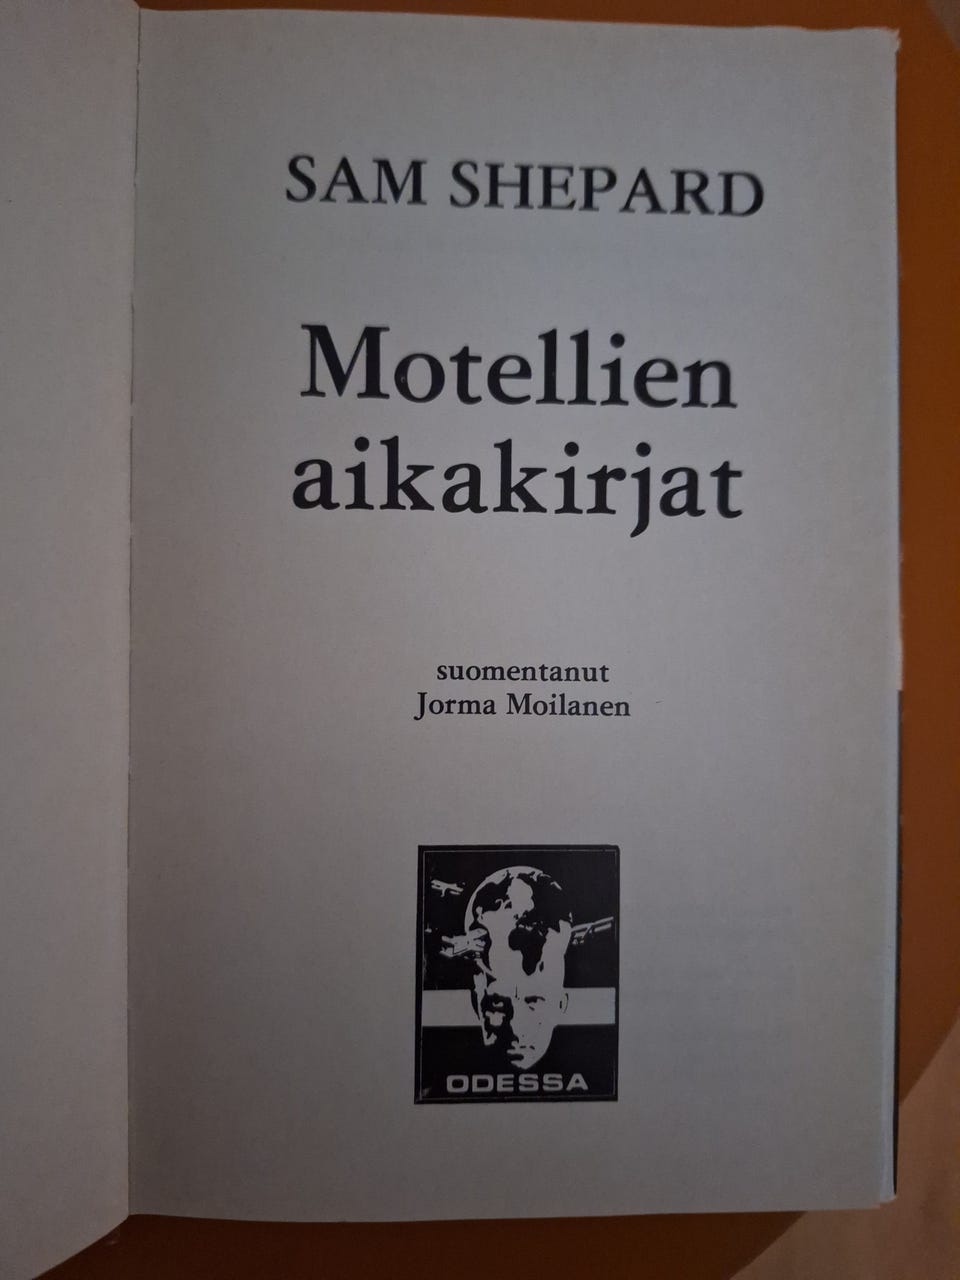 SAM SHEPARD
Motellien
aikakirjat
suomentanut
Jorma Moilanen
ODESSA